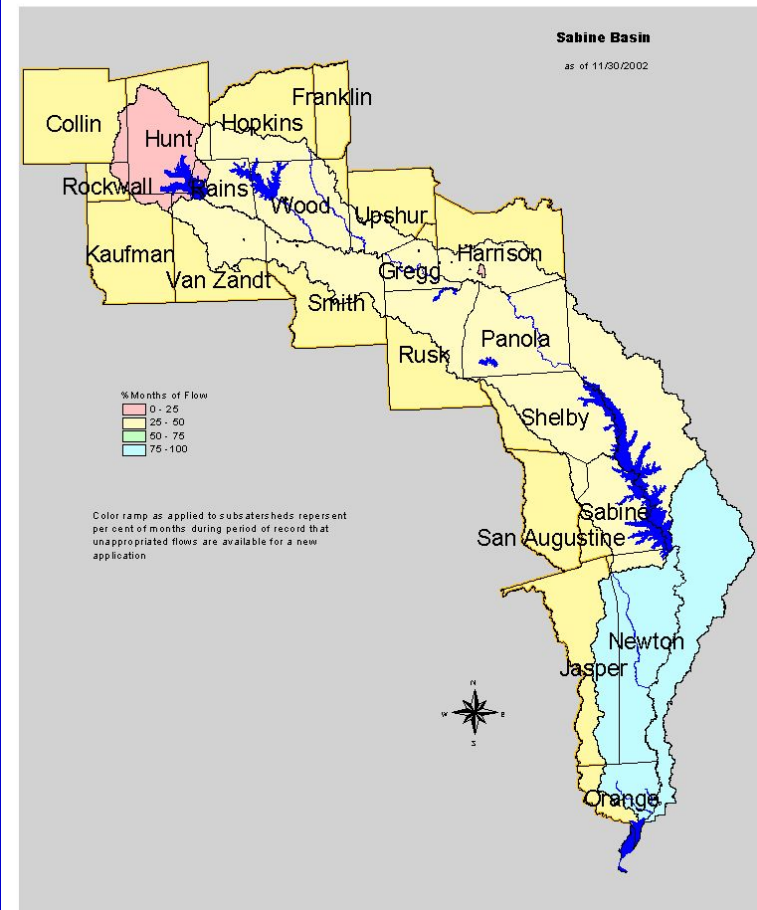 Sabine Basin
as of 11/30/2002
Franklin
Collin
Hopkins
Hunt
Rockwall
Rains
Wood
Upshur
Kaufman
Harrison
Gregg
Van Zandt
Smith
Panola
Rusk
% Months of Flow
0 - 25
25 - 50
50 - 75
75 -100
Shelby
Color ramp as applied to subsatersheds repersent
per cent of months during period of record that
unappropriated flows are available for a new
application
Sabine
San Augustine
Newton
Jasper
N
W
E
S
Orange